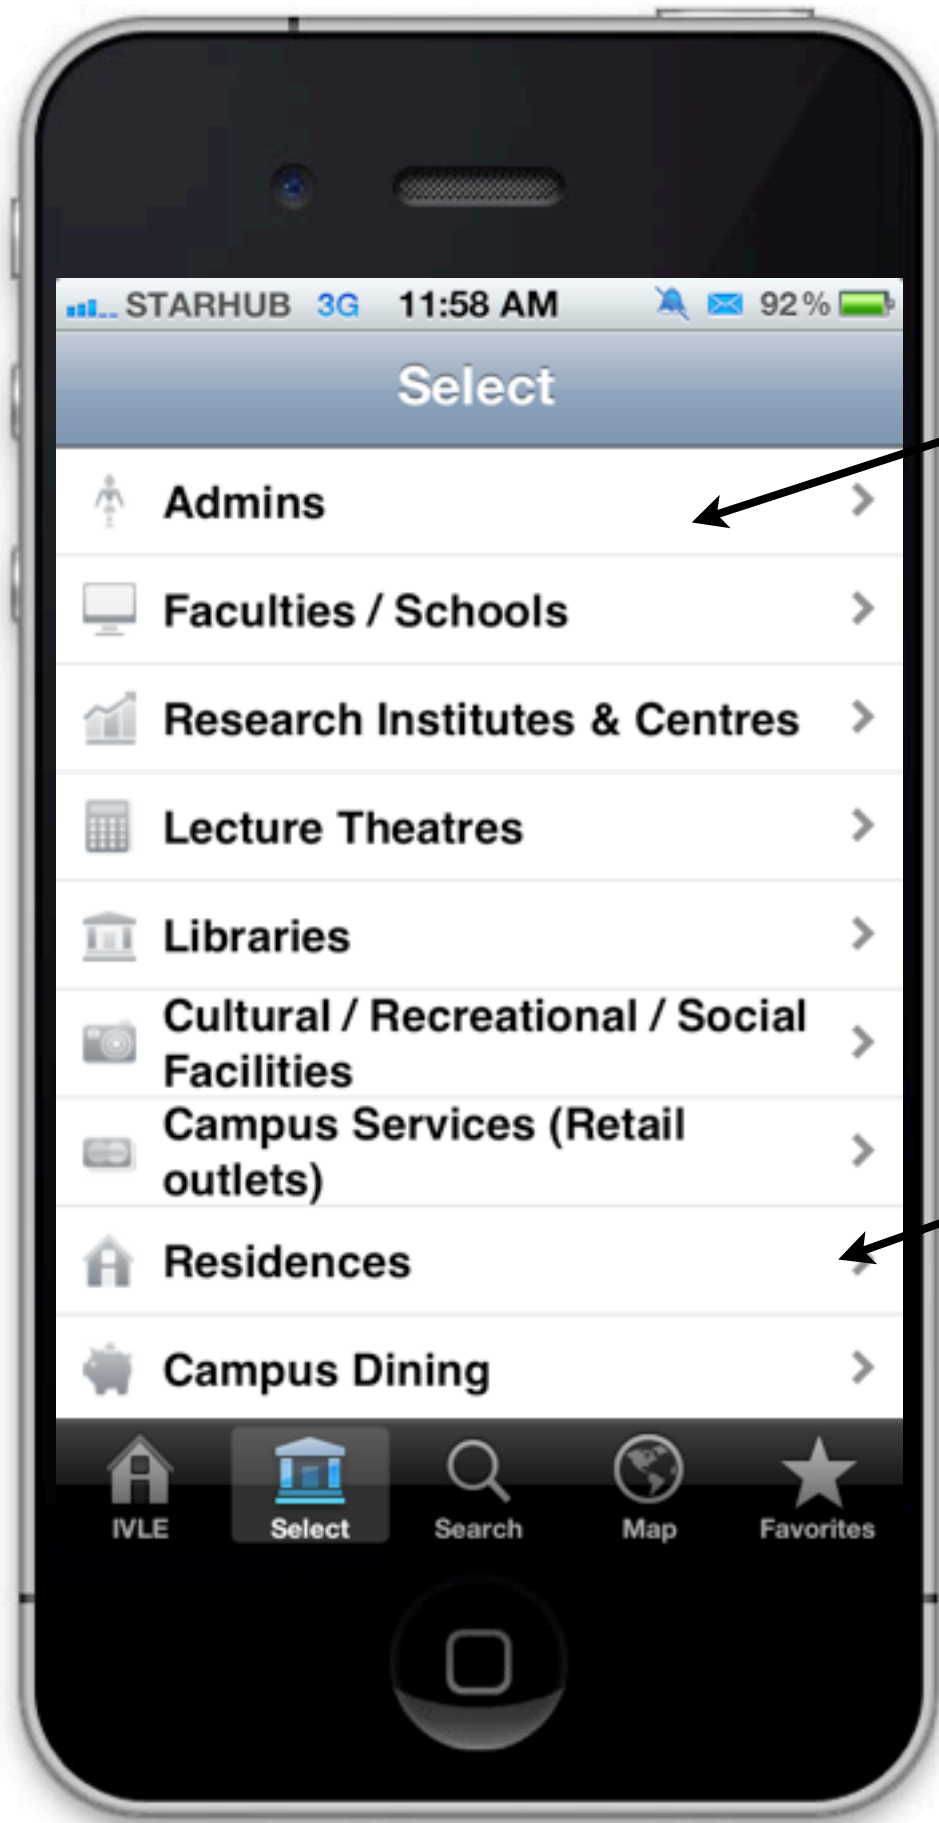 STARHUB 3G 11:58 AM 92%
Select
Admins
Faculties / Schools
Research Institutes & Centres
Lecture Theatres
Libraries
Cultural / Recreational / Social
Facilities
Campus Services (Retail
outlets)
Residences
Campus Dining
IVLE Select Search Map Favorites